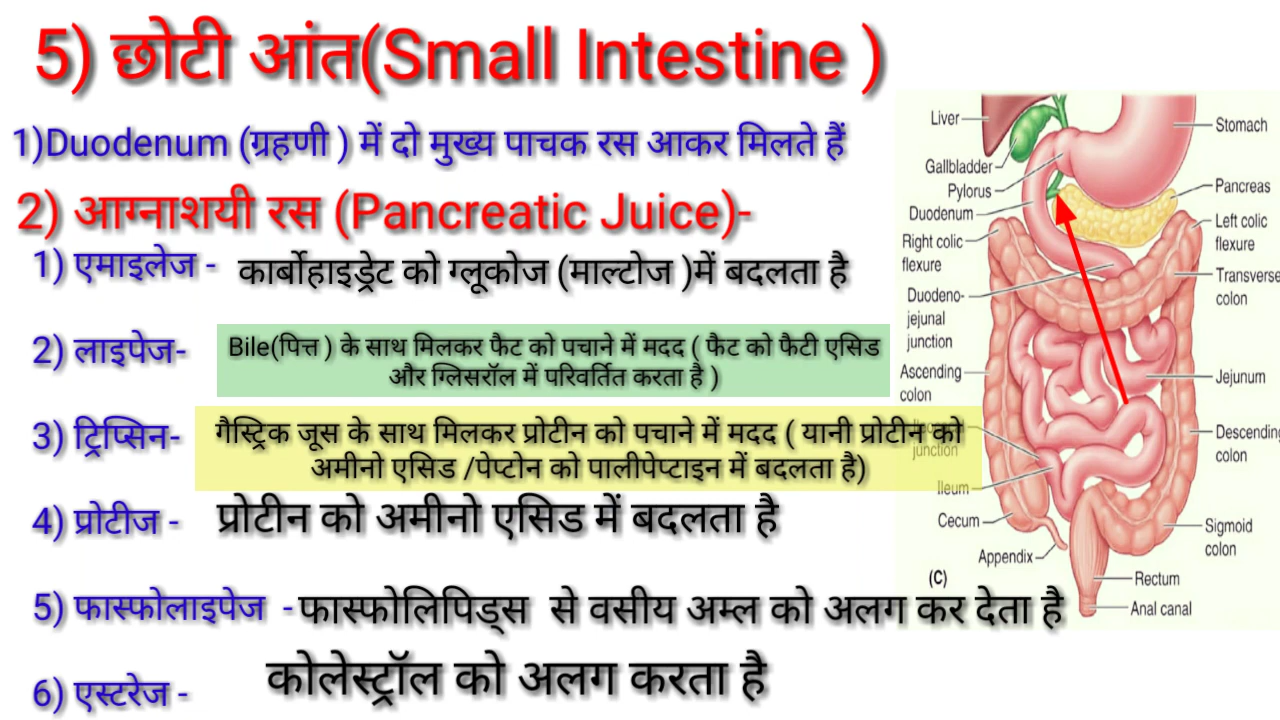 5) छोटी आंत(Small Intestine )
1)Duodenum (ग्रहणी ) में दो मुख्य पाचक रस आकर मिलते हैं
2) आग्नाशयी रस (Pancreatic Juice)-
1) एमाइलेज - कार्बोहाइड्रेट को ग्लूकोज (माल्टोज )में बदलता है
2) लाइपेज-
Bile(पित्त ) के साथ मिलकर फैट को पचाने में मदद ( फैट को फैटी एसिड
और ग्लिसरॉल में परिवर्तित करता है )
3) ट्रिप्सिन-
गैस्ट्रिक जूस के साथ मिलकर प्रोटीन को पचाने में मदद ( यानी प्रोटीन को
अमीनो एसिड /पेप्टोन को पालीपेप्टाइन में बदलता है)
4) प्रोटीज - प्रोटीन को अमीनो एसिड में बदलता है
5) फास्फोलाइपेज - फास्फोलिपिड्स से वसीय अम्ल को अलग कर देता है
6) एस्टरेज - कोलेस्ट्रॉल को अलग करता है
Liver
Gallbladder
Pylorus
Duodenum
Right colic
flexure
Duodeno-
jejunal
junction
Ascending
colon
junction
Ileum
Cecum
Appendix
(C)
Stomach
Pancreas
Left colic
flexure
Transverse
colon
Jejunum
Descending
colon
Sigmoid
colon
Rectum
Anal canal